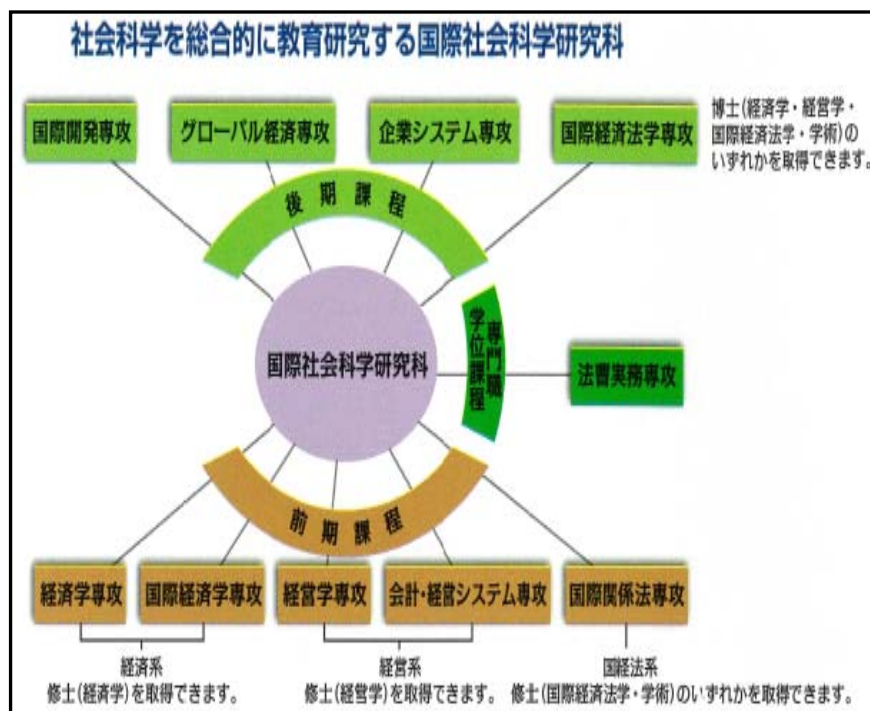 社会科学を総合的に教育研究する国際社会科学研究科
国際開発専攻
グローバル経済専攻
企業システム専攻
国際経済法学専攻
博士(経済学・経営学・
国際経済法学・学術)の
いずれかを取得できます。
後期課程
国際社会科学研究科
専門職
学位課程
法曹実務専攻
前期課程
経済学専攻
国際経済学専攻
経営学専攻
会計・経営システム専攻
国際関係法専攻
経済系
修士(経済学)を取得できます。
経営系
修士(経営学)を取得できます。
国経法系
修士(国際経済法学・学術)のいずれかを取得できます。